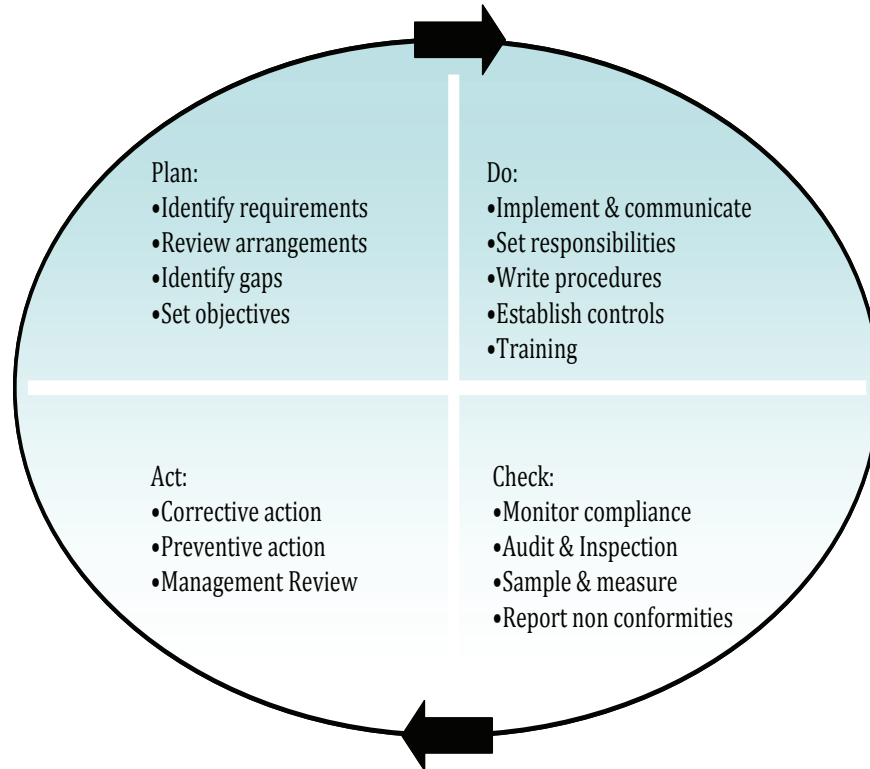 Plan:
•Identify requirements
•Review arrangements
•Identify gaps
•Set objectives
Do:
•Implement & communicate
•Set responsibilities
•Write procedures
•Establish controls
•Training
Act:
•Corrective action
•Preventive action
•Management Review
Check:
•Monitor compliance
•Audit & Inspection
•Sample & measure
•Report non conformities